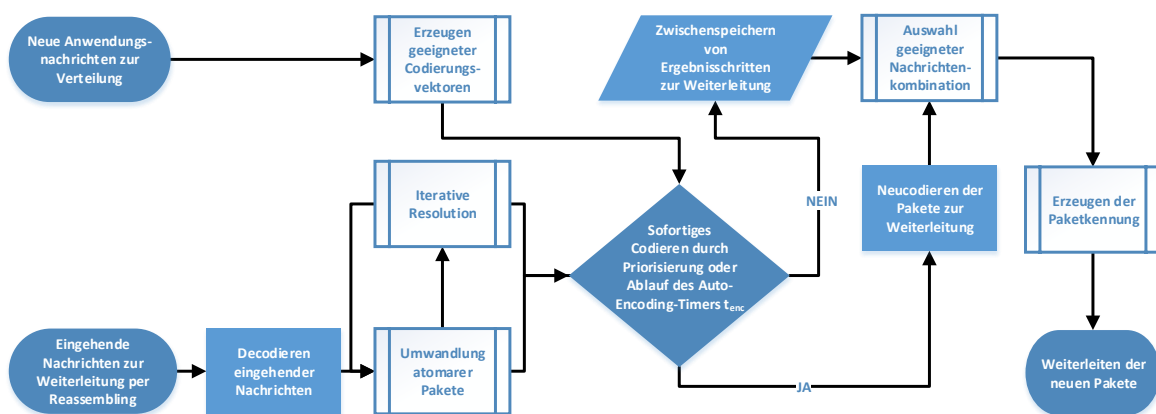 Neue Anwendungs-
nachrichten zur
Verteilung
Erzeugen
geeigneter
Codierungs-
vektoren
Zwischenspeichern
von
Ergebnisschritten
zur Weiterleitung
Auswahl
geeigneter
Nachrichten-
kombination
Iterative
Resolution
Sofortiges
Codieren durch
Priorisierung oder
Ablauf des Auto-
Encoding-Timers tenc
NEIN
Neucodieren der
Pakete zur
Weiterleitung
Erzeugen der
Paketkennung
Eingehende
Nachrichten zur
Weiterleitung per
Reassembling
Decodieren
eingehender
Nachrichten
Umwandlung
atomarer
Pakete
JA
Weiterleiten der
neuen Pakete